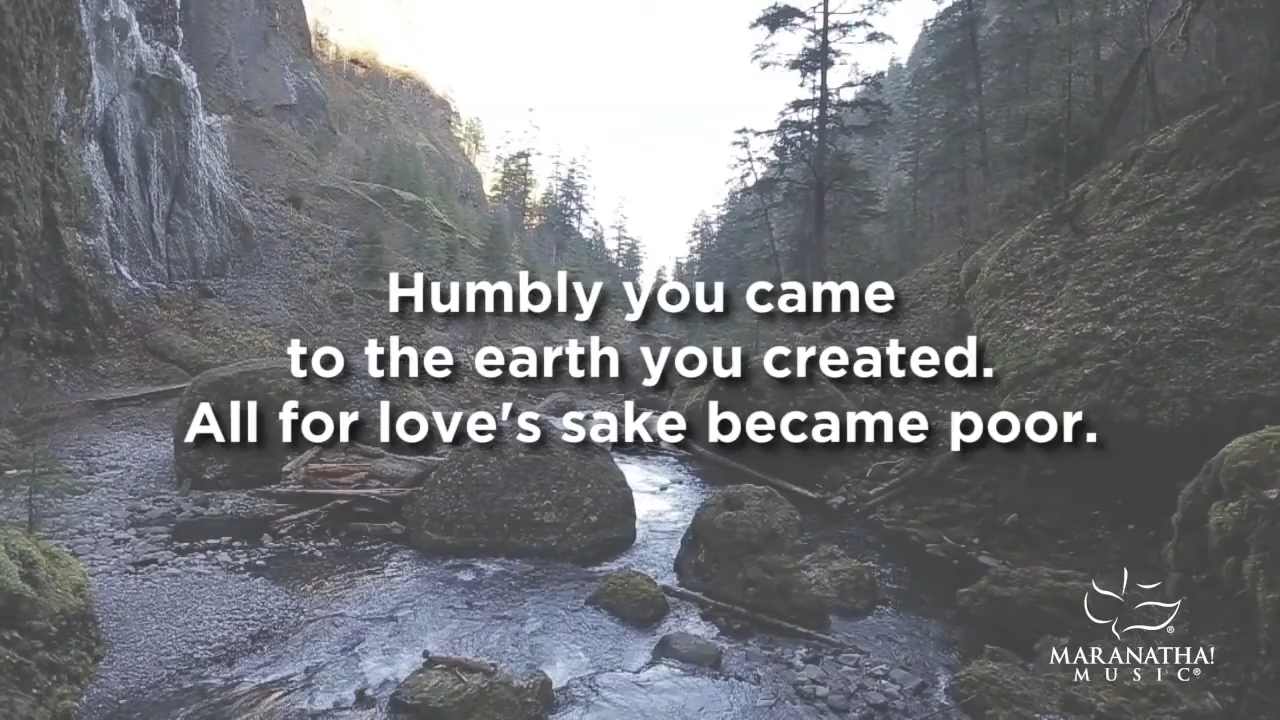 Humbly you came
to the earth you created.
All for love's sake became poor.
MARANATHA!
MUSIC®